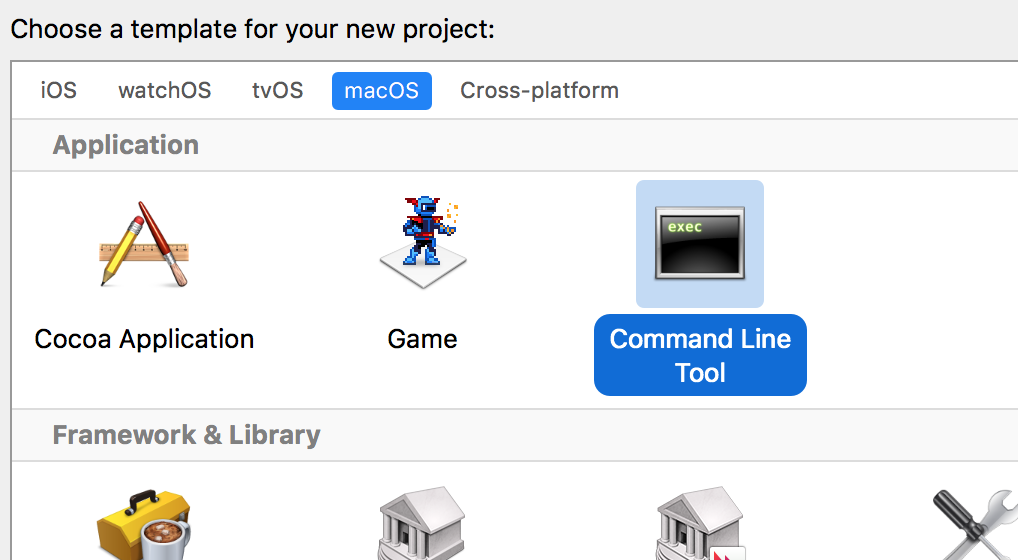 Choose a template for your new project:
iOS watchOS tvOS macOS Cross-platform
Application
exec
Cocoa Application Game Command Line
Tool
Framework & Library